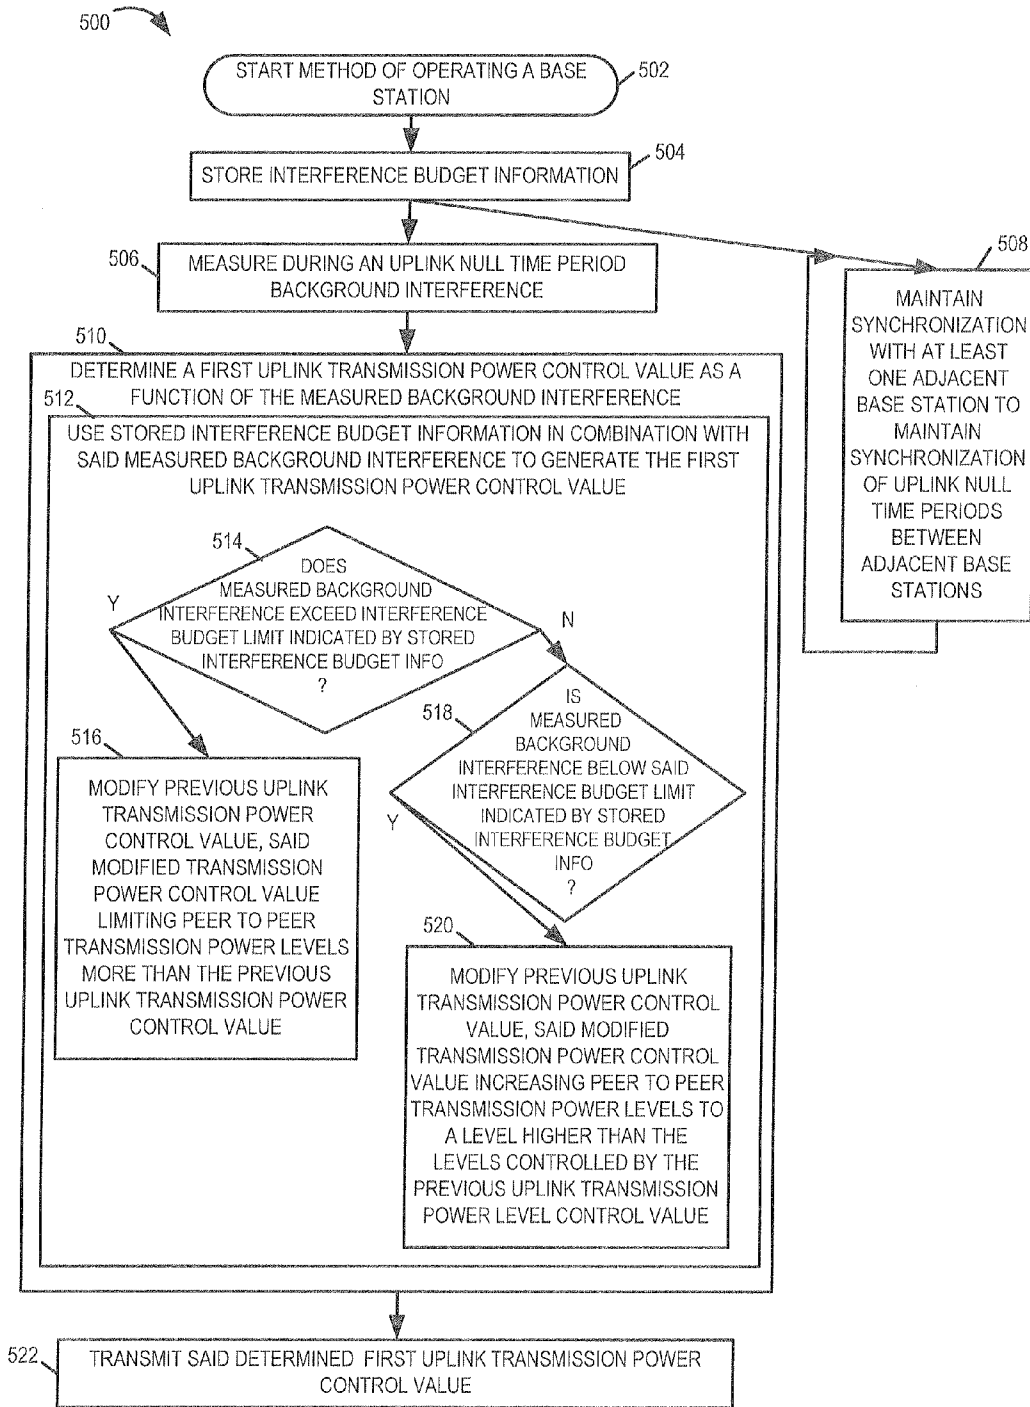 500
START METHOD OF OPERATING A BASE
STATION
502
STORE INTERFERENCE BUDGET INFORMATION
504
506
MEASURE DURING AN UPLINK NULL TIME PERIOD
BACKGROUND INTERFERENCE
508
MAINTAIN
SYNCHRONIZATION
WITH AT LEAST
ONE ADJACENT
BASE STATION TO
MAINTAIN
SYNCHRONIZATION
OF UPLINK NULL
TIME PERIODS
BETWEEN
ADJACENT BASE
STATIONS
510
DETERMINE A FIRST UPLINK TRANSMISSION POWER CONTROL VALUE AS A
FUNCTION OF THE MEASURED BACKGROUND INTERFERENCE
512
USE STORED INTERFERENCE BUDGET INFORMATION IN COMBINATION WITH
SAID MEASURED BACKGROUND INTERFERENCE TO GENERATE THE FIRST
UPLINK TRANSMISSION POWER CONTROL VALUE
514
DOES
MEASURED BACKGROUND
INTERFERENCE EXCEED INTERFERENCE
BUDGET LIMIT INDICATED BY STORED
INTERFERENCE BUDGET INFO
?
Y
N
516
MODIFY PREVIOUS UPLINK
TRANSMISSION POWER
CONTROL VALUE, SAID
MODIFIED TRANSMISSION
POWER CONTROL VALUE
LIMITING PEER TO PEER
TRANSMISSION POWER LEVELS
MORE THAN THE PREVIOUS
UPLINK TRANSMISSION POWER
CONTROL VALUE
518
IS
MEASURED
BACKGROUND
INTERFERENCE BELOW SAID
INTERFERENCE BUDGET LIMIT
INDICATED BY STORED
INTERFERENCE BUDGET
INFO
?
Y
520
MODIFY PREVIOUS UPLINK
TRANSMISSION POWER CONTROL
VALUE, SAID MODIFIED
TRANSMISSION POWER CONTROL
VALUE INCREASING PEER TO PEER
TRANSMISSION POWER LEVELS TO
A LEVEL HIGHER THAN THE
LEVELS CONTROLLED BY THE
PREVIOUS UPLINK TRANSMISSION
POWER LEVEL CONTROL VALUE
522
TRANSMIT SAID DETERMINED FIRST UPLINK TRANSMISSION POWER
CONTROL VALUE